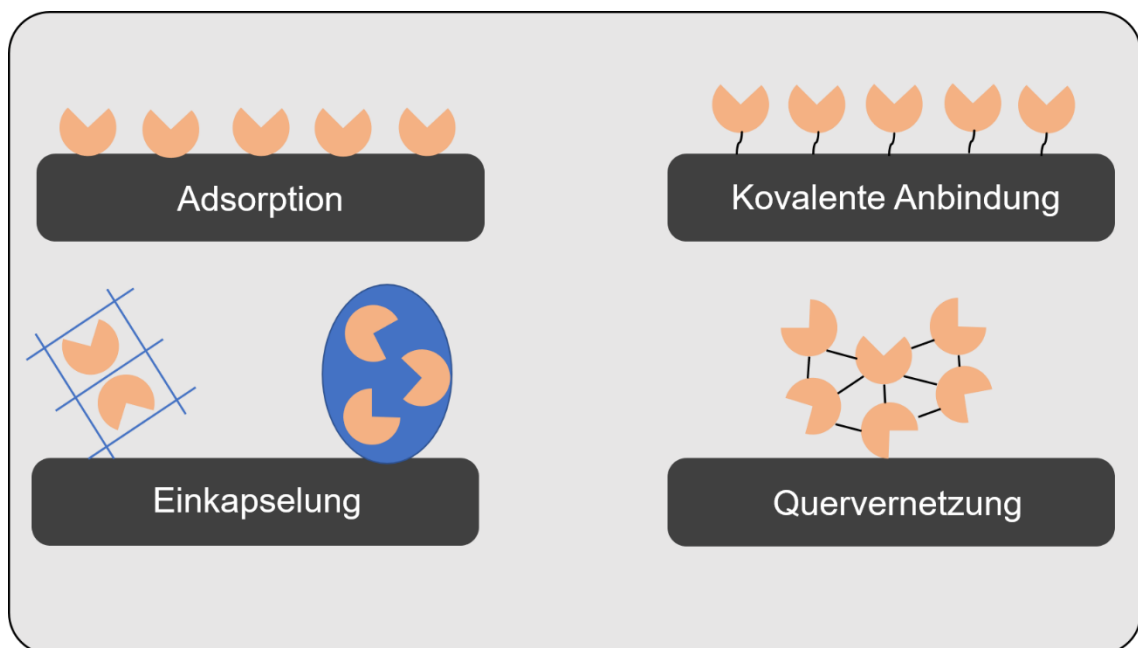 Adsorption
Kovalente Anbindung
Einkapselung
Quervernetzung